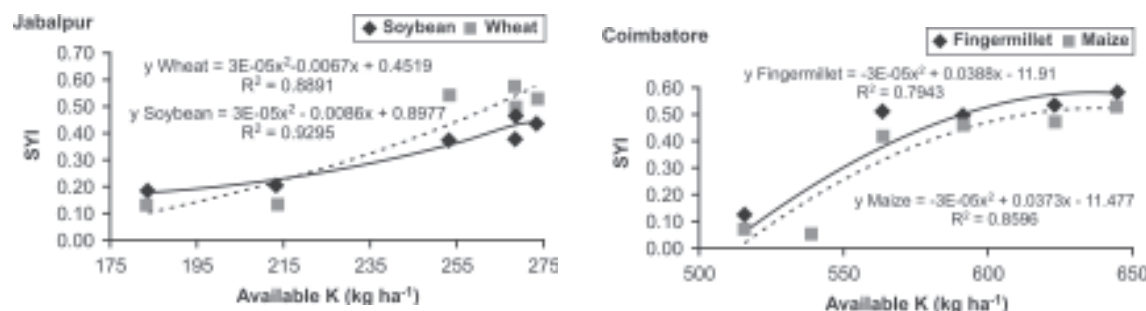 Jabalpur
◆ Soybean ■ Wheat
0.70
0.60
0.50
0.40
0.30
0.20
0.10
0.00
SYI
y Wheat = 3E-05x²-0.0067x + 0.4519
R² = 0.8891
y Soybean = 3E-05x² - 0.0086x + 0.8977
R² = 0.9295
175 195 215 235 255 275
Available K (kg ha⁻¹)
Coimbatore
◆ Fingermillet ■ Maize
0.80
0.70
0.60
0.50
0.40
0.30
0.20
0.10
0.00
SYI
y Fingermillet = -3E-05x² + 0.0388x - 11.91
R² = 0.7943
y Maize = -3E-05x² + 0.0373x - 11.477
R² = 0.8596
500 550 600 650
Available K (kg ha⁻¹)